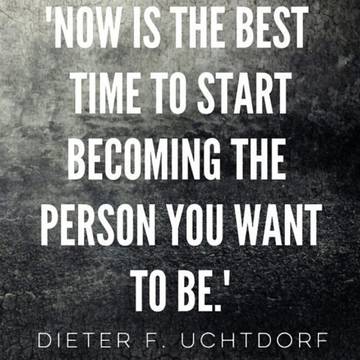 'NOW IS THE BEST
TIME TO START
BECOMING THE
PERSON YOU WANT
TO BE.'
DIETER F. UCHTDORF